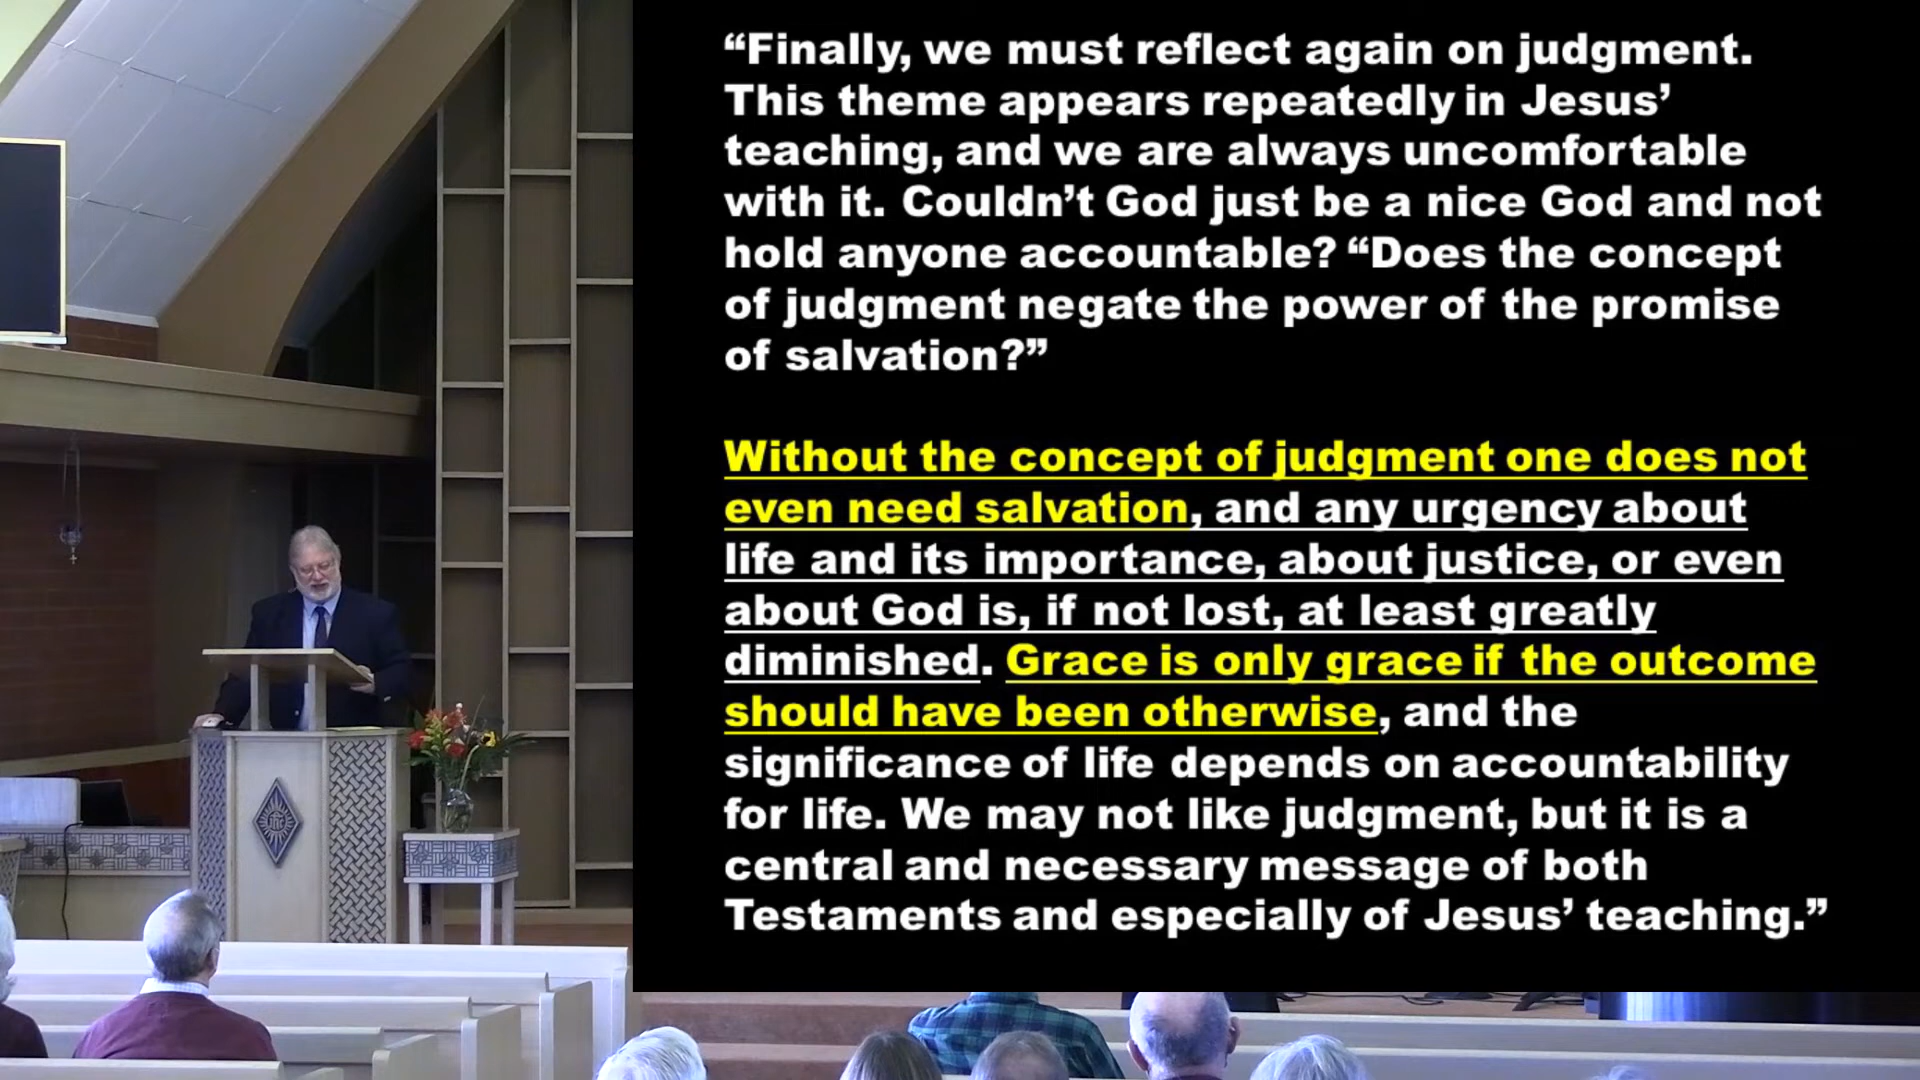 “Finally, we must reflect again on judgment.
This theme appears repeatedly in Jesus’
teaching, and we are always uncomfortable
with it. Couldn’t God just be a nice God and not
hold anyone accountable? “Does the concept
of judgment negate the power of the promise
of salvation?”
Without the concept of judgment one does not
even need salvation, and any urgency about
life and its importance, about justice, or even
about God is, if not lost, at least greatly
diminished. Grace is only grace if the outcome
should have been otherwise, and the
significance of life depends on accountability
for life. We may not like judgment, but it is a
central and necessary message of both
Testaments and especially of Jesus’ teaching.”